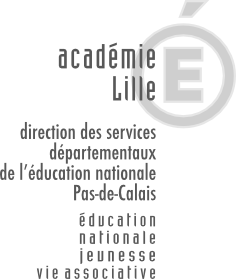 académie
Lille
É
direction des services
départementaux
de l'éducation nationale
Pas-de-Calais
éducation
nationale
jeunesse
vie associative